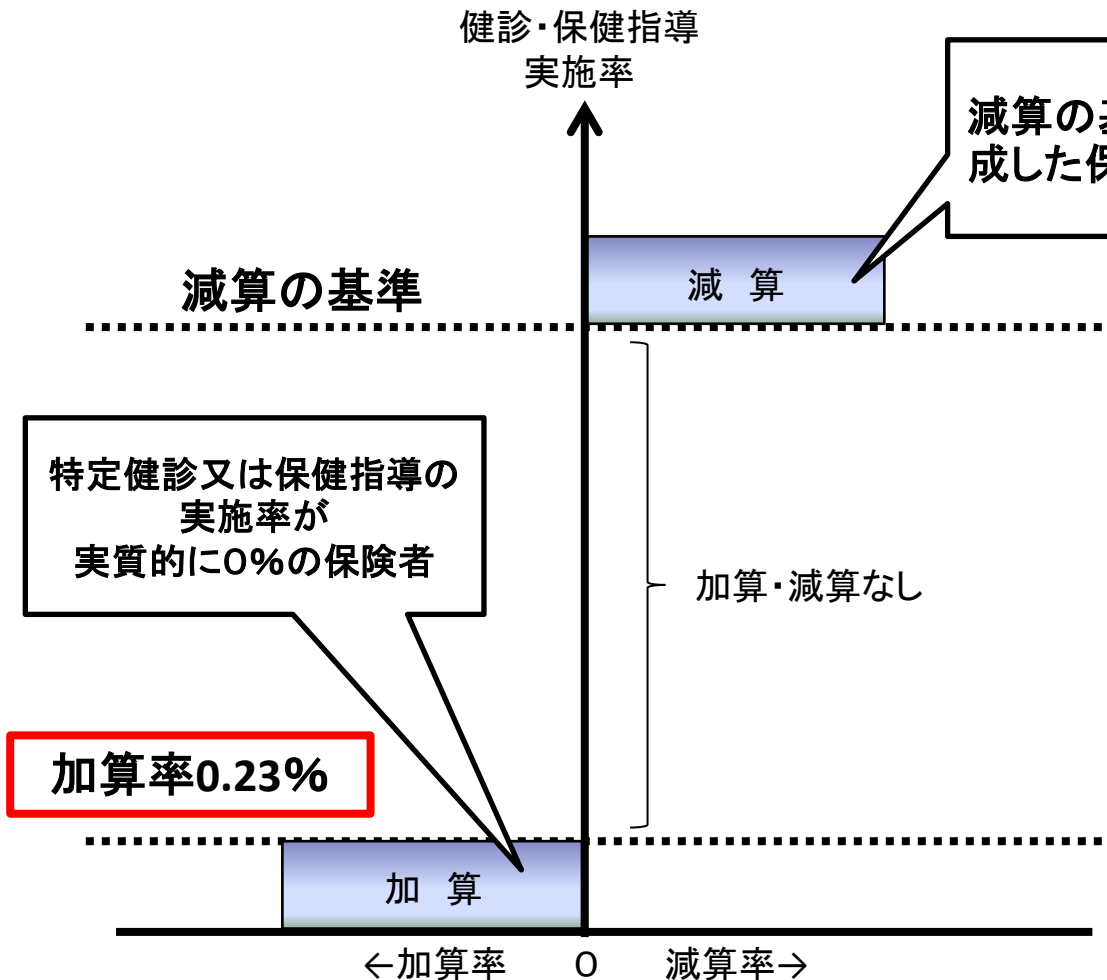 健診・保健指導
実施率
減算の
成した
減 算
減算の基準
特定健診又は保健指導の
実施率が
実質的に0%の保険者
加算・減算なし
加算率0.23%
加 算
←加算率 0 減算率→